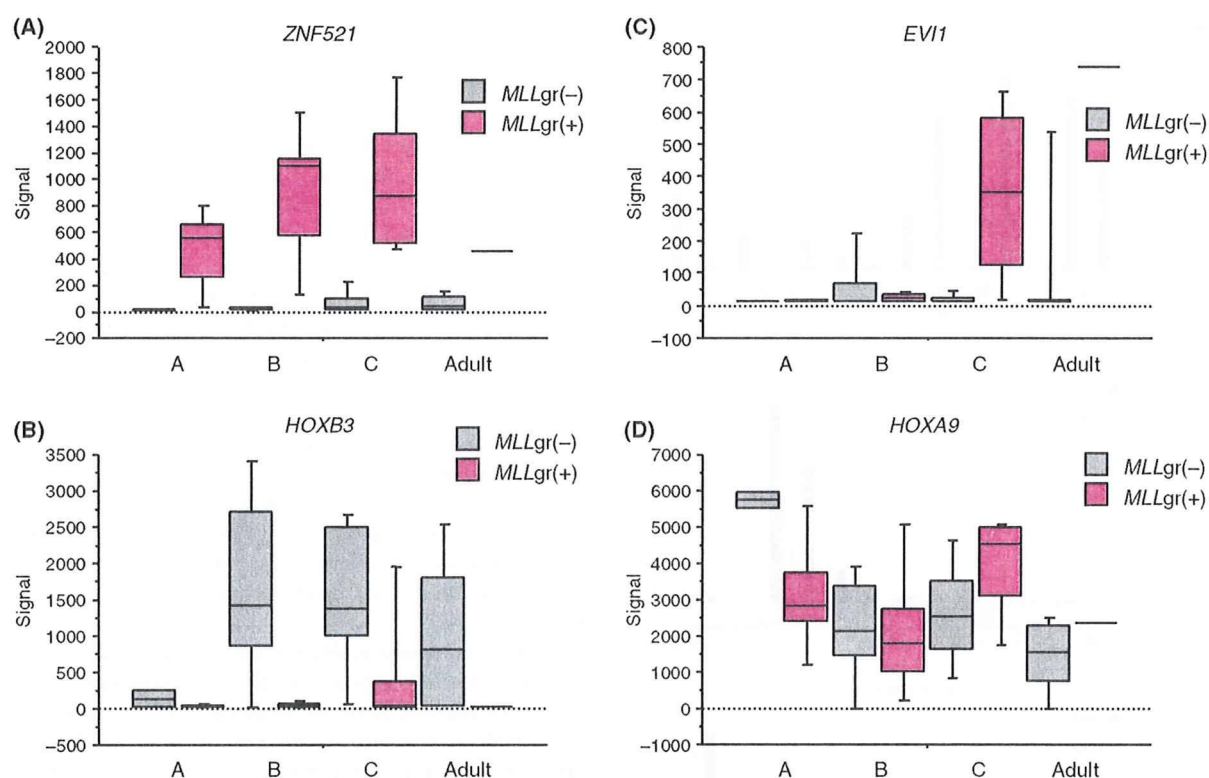 (A)
ZNF521
2000
1800
1600
1400
1200
1000
800
600
400
200
0
–200
Signal
MLLgr(–)
MLLgr(+)
A B C Adult
(C)
EVI1
800
700
600
500
400
300
200
100
0
–100
Signal
MLLgr(–)
MLLgr(+)
A B C Adult
(B)
HOXB3
3500
3000
2500
2000
1500
1000
500
0
–500
Signal
MLLgr(–)
MLLgr(+)
A B C Adult
(D)
HOXA9
7000
6000
5000
4000
3000
2000
1000
0
–1000
Signal
MLLgr(–)
MLLgr(+)
A B C Adult